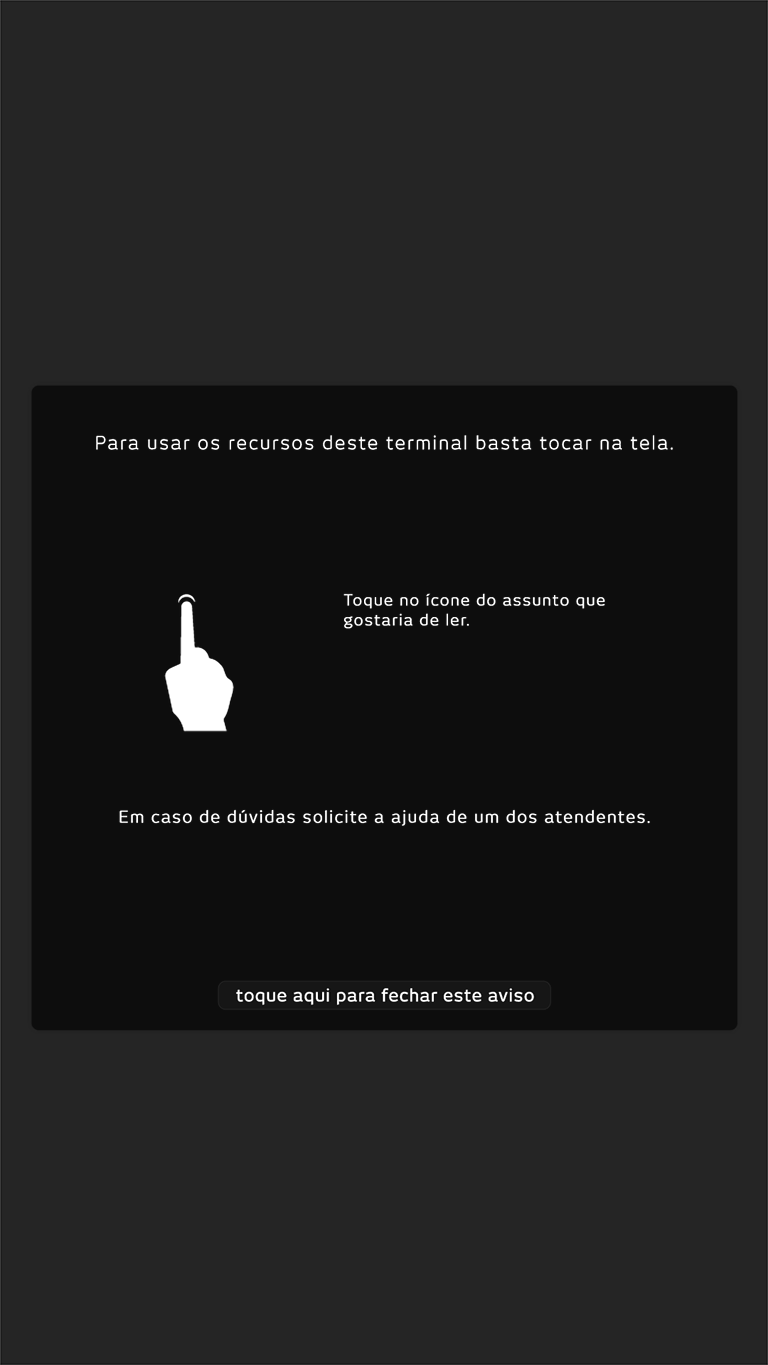 Para usar os recursos deste terminal basta tocar na tela.
Toque no ícone do assunto que
gostaria de ler.
Em caso de dúvidas solicite a ajuda de um dos atendentes.
toque aqui para fechar este aviso